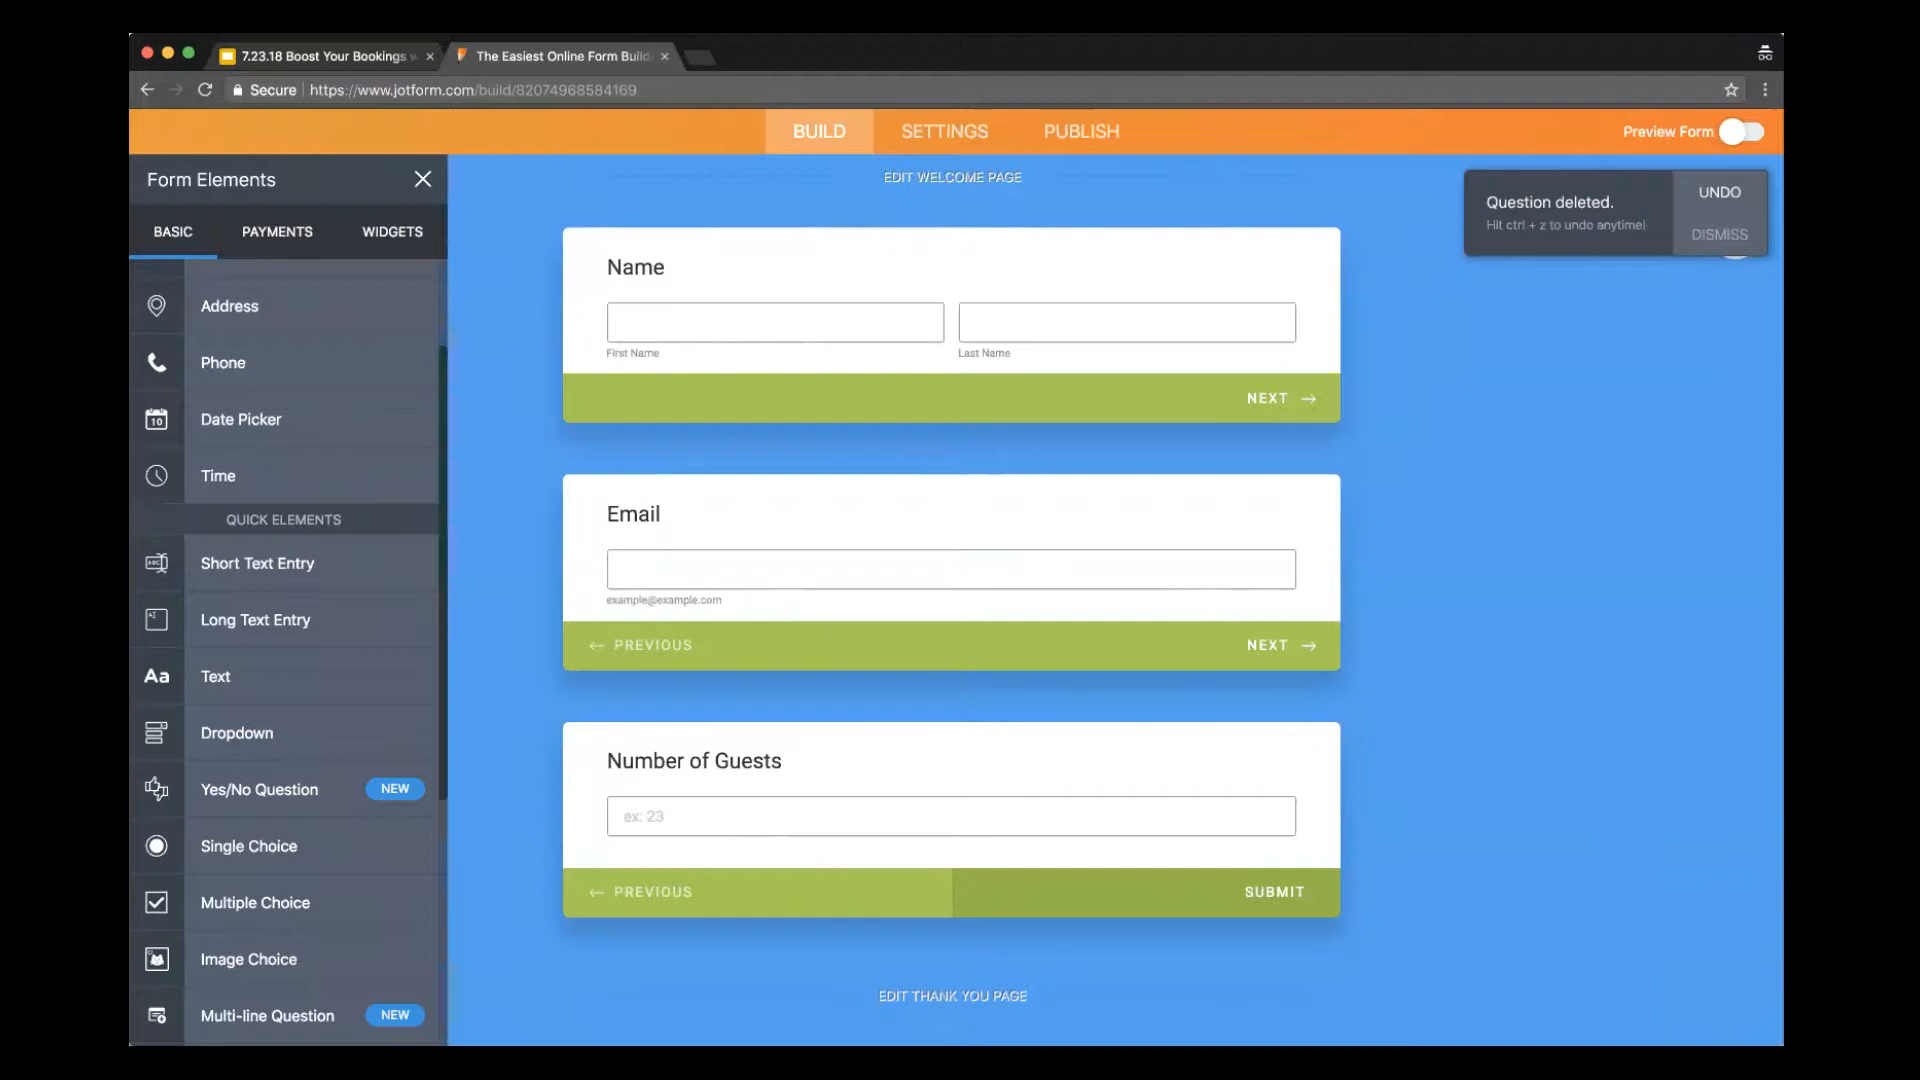 7.23.18 Boost Your Bookings w
The Easiest Online Form Build
Secure
https://www.jotform.com/build/82074968584169
BUILD
SETTINGS
PUBLISH
Preview Form
Form Elements
BASIC
PAYMENTS
WIDGETS
Address
Phone
10
Date Picker
Time
QUICK ELEMENTS
ABC
Short Text Entry
Long Text Entry
Aa
Text
Dropdown
Yes/No Question
NEW
Single Choice
Multiple Choice
Image Choice
Multi-line Question
NEW
EDIT WELCOME PAGE
Question deleted.
Hit ctrl + z to undo anytime!
UNDO
DISMISS
Name
First Name
Last Name
NEXT →
Email
example@example.com
← PREVIOUS
NEXT →
Number of Guests
ex: 23
← PREVIOUS
SUBMIT
EDIT THANK YOU PAGE